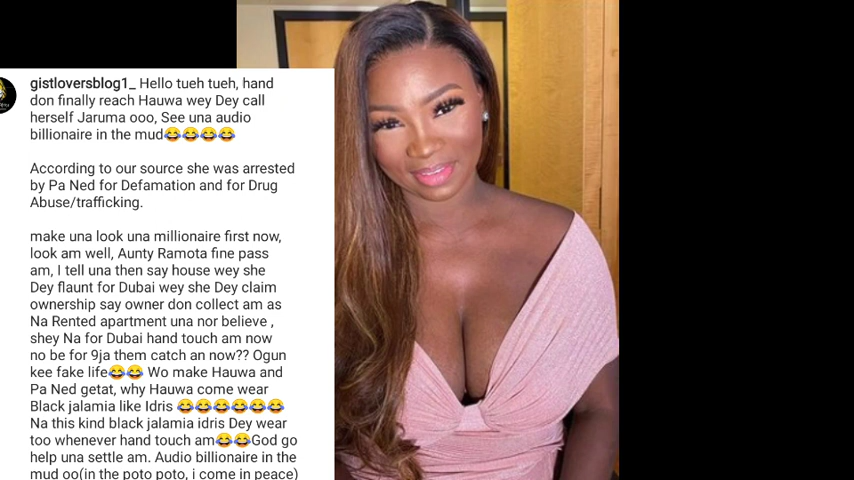 gistloversblog1_ Hello tueh tueh, hand
don finally reach Hauwa wey Dey call
herself Jaruma ooo, See una audio
billionaire in the mud😂😂😂😂
According to our source she was arrested
by Pa Ned for Defamation and for Drug
Abuse/trafficking.
make una look una millionaire first now,
look am well, Aunty Ramota fine pass
am, I tell una then say house wey she
Dey flaunt for Dubai wey she Dey claim
ownership say owner don collect am as
Na Rented apartment una nor believe ,
shey Na for Dubai hand touch am now
no be for 9ja them catch an now?? Ogun
kee fake life😂😂 Wo make Hauwa and
Pa Ned getat, why Hauwa come wear
Black jalamia like Idris 😂😂😂😂😂😂
Na this kind black jalamia idris Dey wear
too whenever hand touch am😂😂God go
help una settle am. Audio billionaire in the
mud oo(in the poto poto, i come in peace)